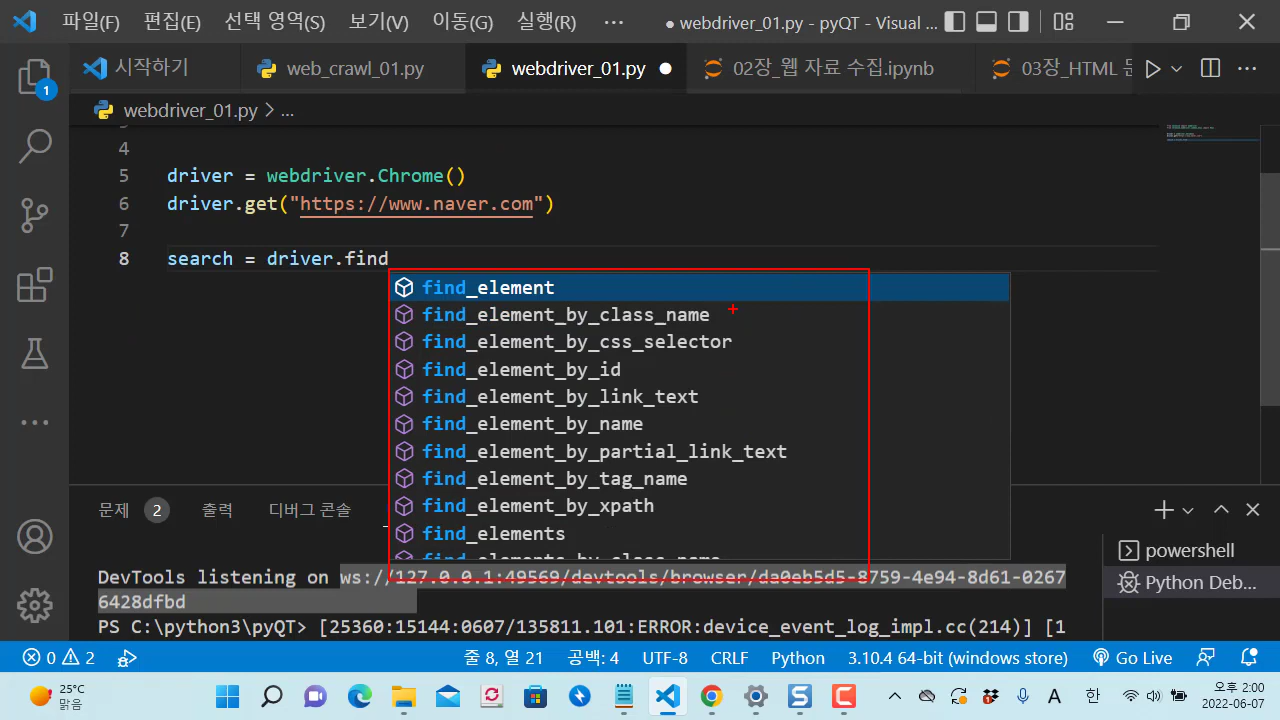 파일(F) 편집(E) 선택 영역(S) 보기(V) 이동(G) 실행(R) ··· ● webdriver_01.py - pyQT - Visual ...
시작하기 web_crawl_01.py webdriver_01.py ● 02장_웹 자료 수집.ipynb 03장_HTML 문 ···
1
webdriver_01.py > ...
4
5 driver = webdriver.Chrome()
6 driver.get("https://www.naver.com")
7
8 search = driver.find
find_element
find_element_by_class_name
find_element_by_css_selector
find_element_by_id
find_element_by_link_text
find_element_by_name
find_element_by_partial_link_text
find_element_by_tag_name
find_element_by_xpath
find_elements
find_elements_by_class_name
문제 2 출력 디버그 콘솔
powershell
Python Deb...
DevTools listening on ws://127.0.0.1:49569/devtools/browser/da0eb5d5-8759-4e94-8d61-0267
6428dfbd
PS C:\python3\pyQT> [25360:15144:0607/135811.101:ERROR:device_event_log_impl.cc(214)] [1
0 2 줄 8, 열 21 공백: 4 UTF-8 CRLF Python 3.10.4 64-bit (windows store) Go Live
25°C
맑음
A 한 오후 2:00
2022-06-07